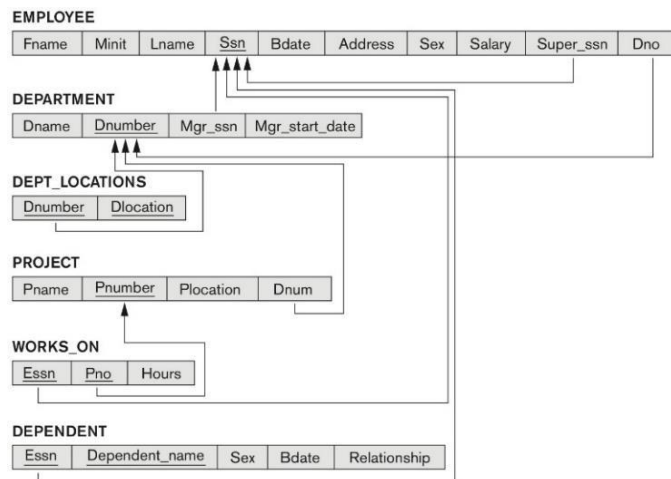 EMPLOYEE
Fname Minit Lname Ssn Bdate Address Sex Salary Super_ssn Dno
DEPARTMENT
Dname Dnumber Mgr_ssn Mgr_start_date
DEPT_LOCATIONS
Dnumber Dlocation
PROJECT
Pname Pnumber Plocation Dnum
WORKS_ON
Essn Pno Hours
DEPENDENT
Essn Dependent_name Sex Bdate Relationship